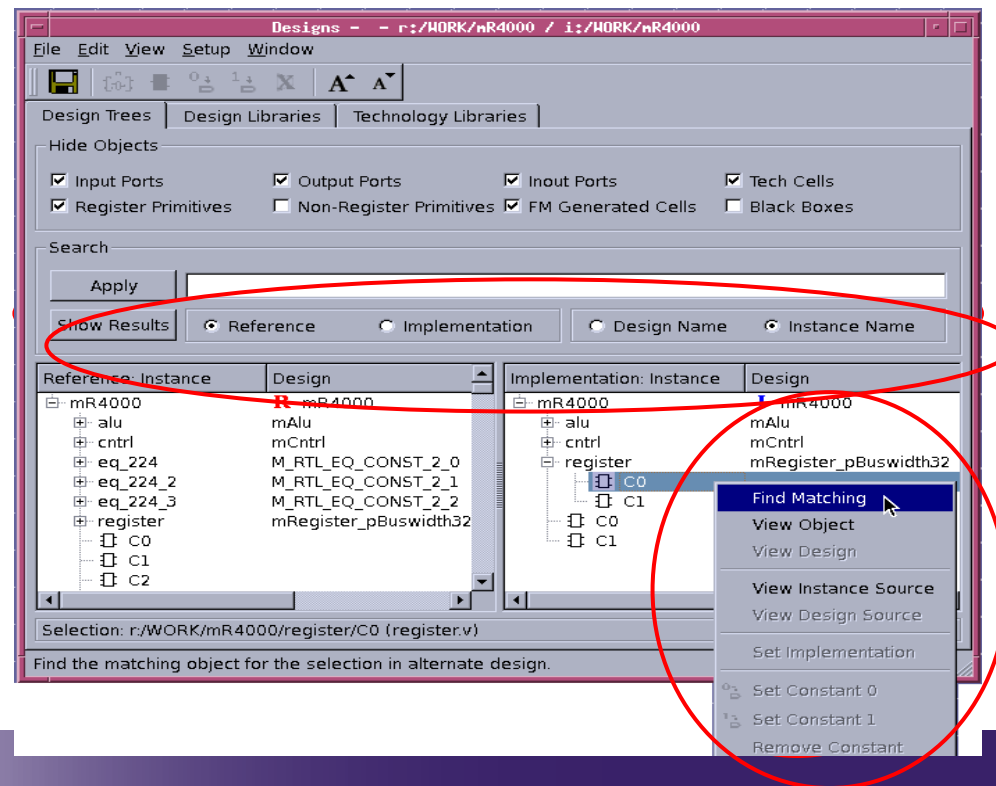 Designs - - r:/WORK/mR4000 / i:/WORK/mR4000
File Edit View Setup Window
A A
Design Trees Design Libraries Technology Libraries
Hide Objects
Input Ports Output Ports Inout Ports Tech Cells
Register Primitives Non-Register Primitives FM Generated Cells Black Boxes
Search
Apply
Show Results Reference Implementation Design Name Instance Name
Reference: Instance Design Implementation: Instance Design
mR4000 R mR4000 mR4000 I mR4000
alu mAlu alu mAlu
cntrl mCntrl cntrl mCntrl
eq_224 M_RTL_EQ_CONST_2_0 register mRegister_pBuswidth32
eq_224_2 M_RTL_EQ_CONST_2_1 C0
eq_224_3 M_RTL_EQ_CONST_2_2 C1
register mRegister_pBuswidth32 C0
C0 C1
C1
C2
Find Matching
View Object
View Design
View Instance Source
View Design Source
Set Implementation
Set Constant 0
Set Constant 1
Remove Constant
Selection: r:/WORK/mR4000/register/C0 (register.v)
Find the matching object for the selection in alternate design.